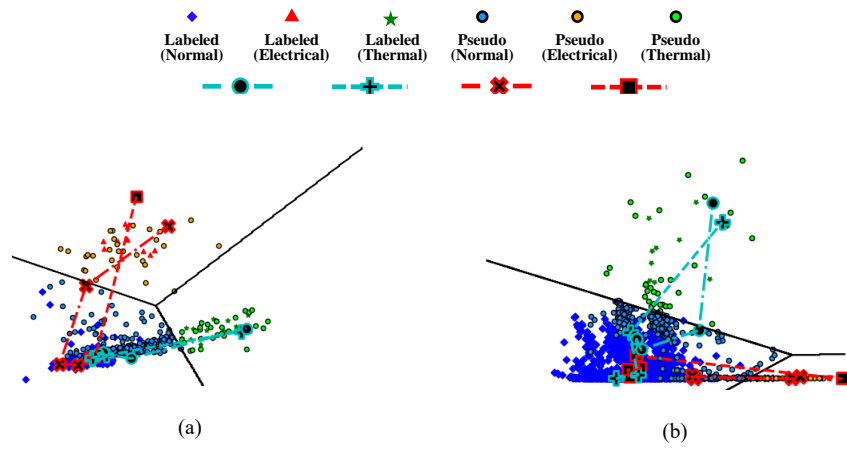 Labeled Labeled Labeled Pseudo Pseudo Pseudo
(Normal) (Electrical) (Thermal) (Normal) (Electrical) (Thermal)
(a) (b)